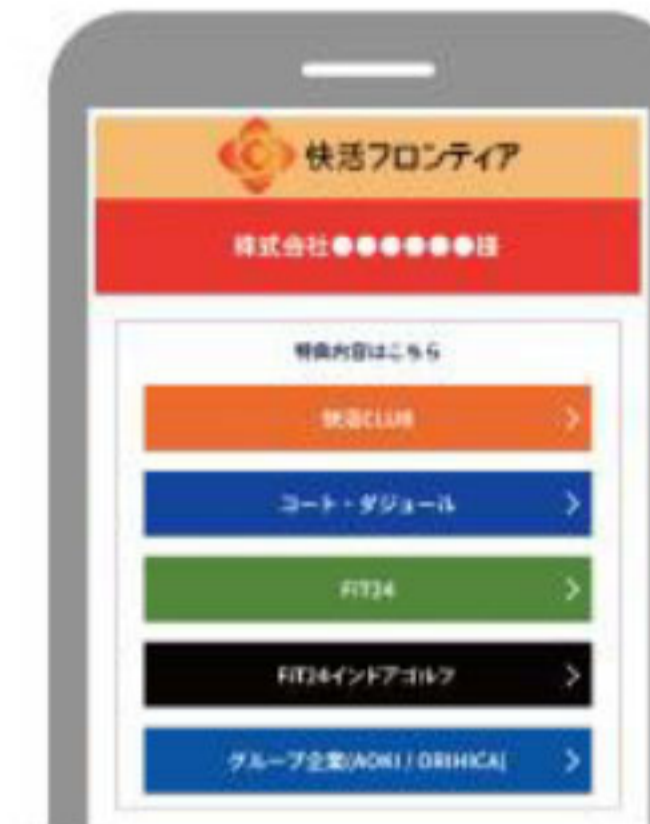 快活フロンティア
株式会社●●●●●●様
特典内容はこちら
快活CLUB
コート・ダジュール
FiT24
FiT24インドアゴルフ
グループ企業(AOKI / ORIHICA)